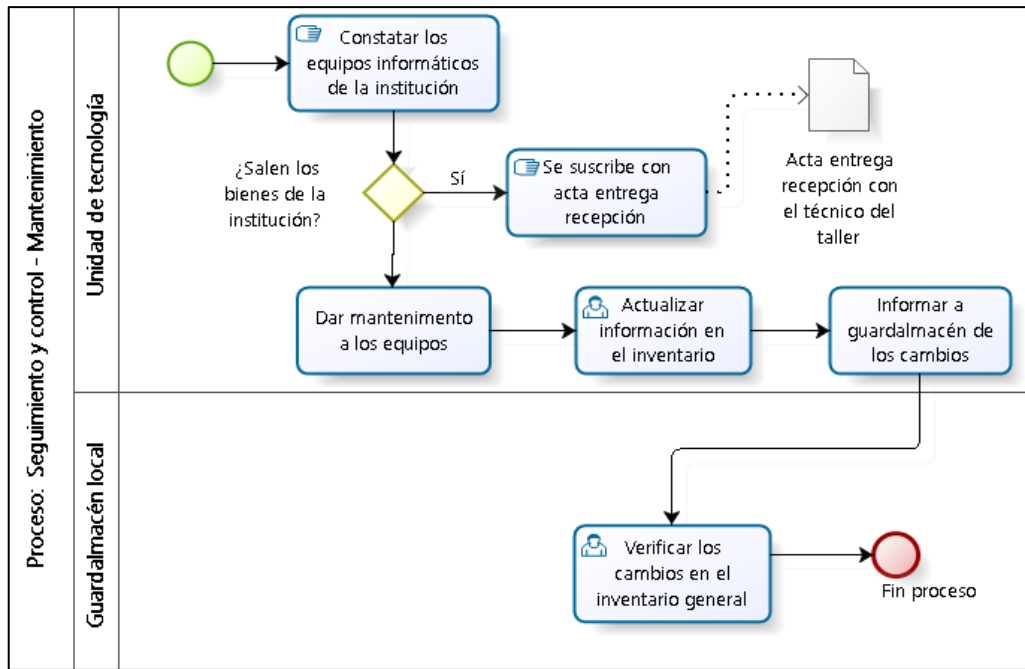 Proceso: Seguimiento y control - Mantenimiento
Unidad de tecnología
Constatar los
equipos informáticos
de la institución
¿Salen los
bienes de la
institución?
Sí
Se suscribe con
acta entrega
recepción
Acta entrega
recepción con
el técnico del
taller
Dar mantenimento
a los equipos
Actualizar
información en
el inventario
Informar a
guardalmacén de
los cambios
Guardalmacén local
Verificar los
cambios en el
inventario general
Fin proceso